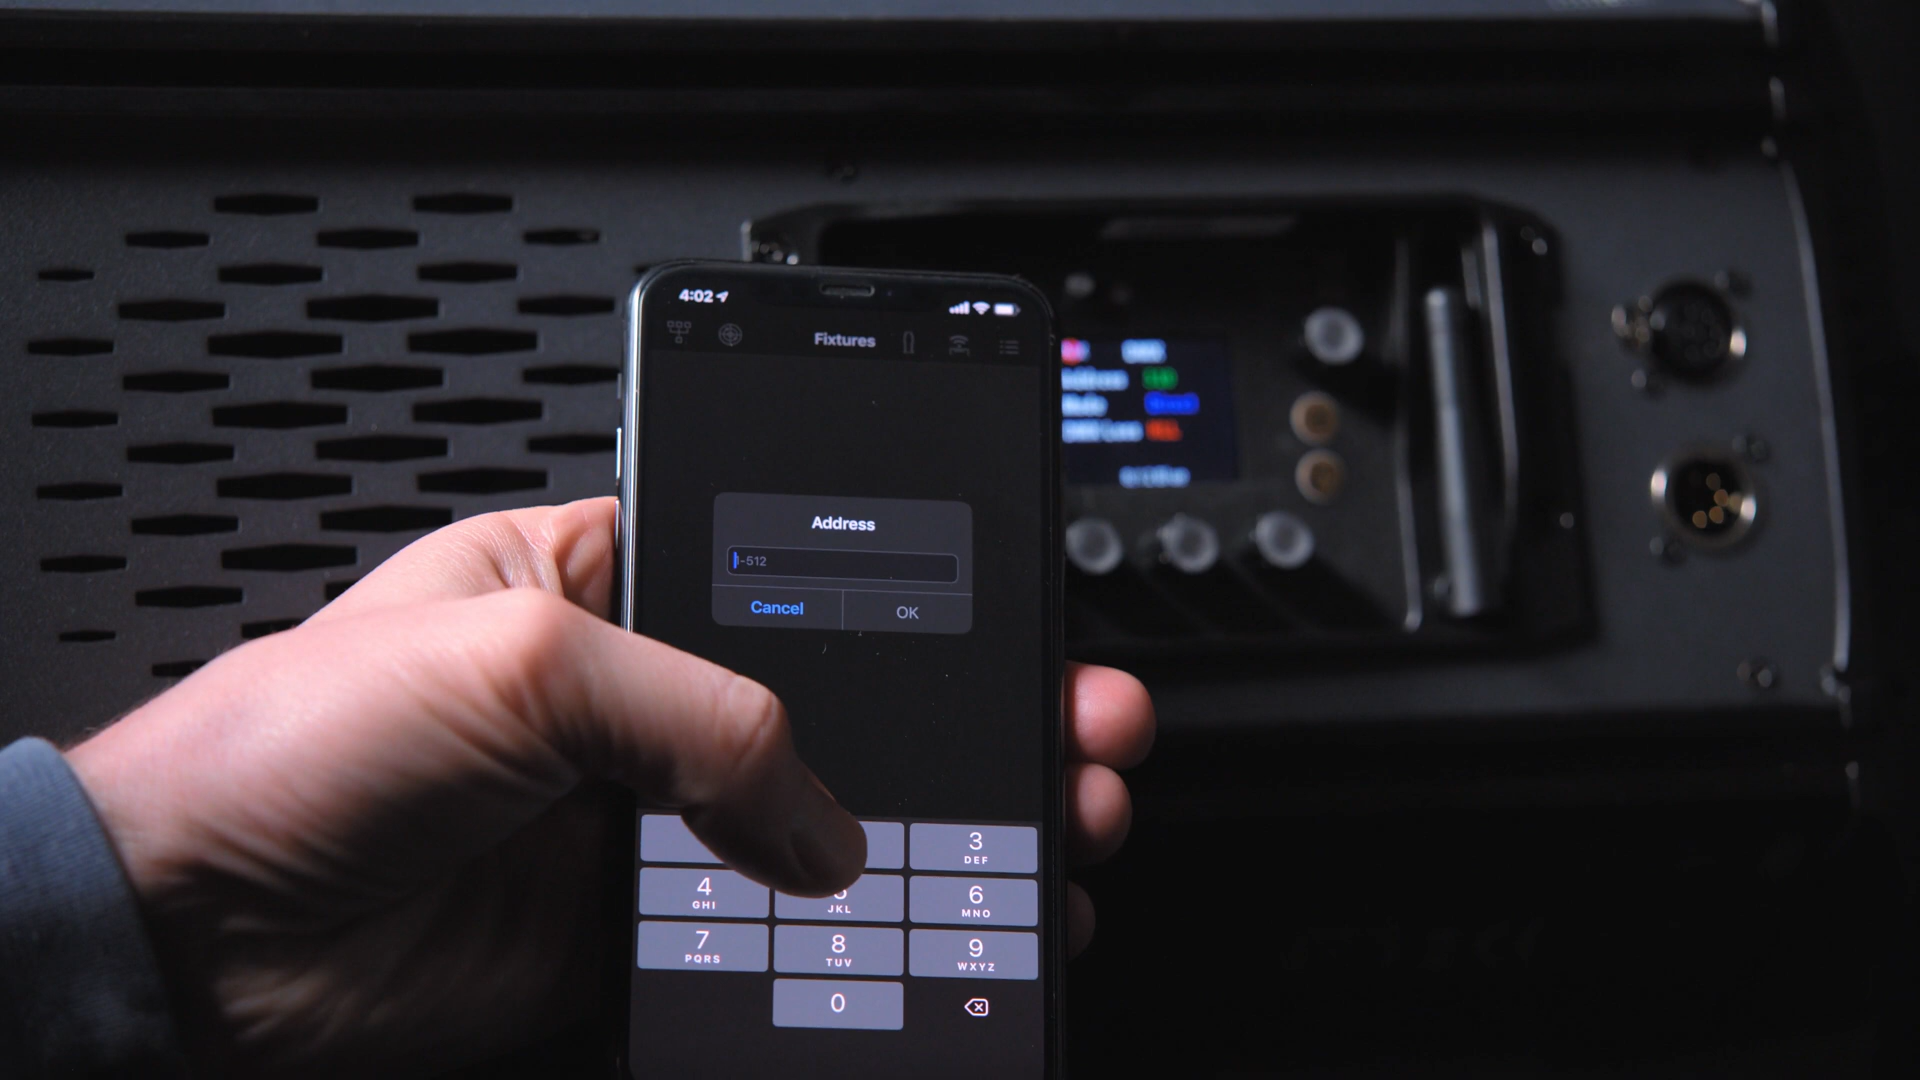 4:02
Fixtures
Address
1-512
Cancel
OK
3
DEF
4
GHI
5
JKL
6
MNO
7
PQRS
8
TUV
9
WXYZ
0